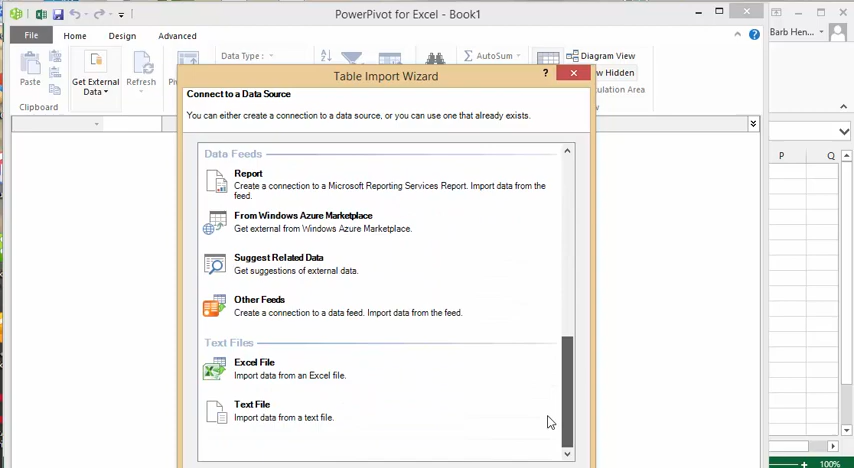 PowerPivot for Excel - Book1
Barb Hen...
File Home Design Advanced
Paste
Get External Data
Refresh
Data Type :
AutoSum
Diagram View
Hidden
Clipboard
Table Import Wizard
?
Connect to a Data Source
You can either create a connection to a data source, or you can use one that already exists.
Data Feeds
Report
Create a connection to a Microsoft Reporting Services Report. Import data from the
feed.
From Windows Azure Marketplace
Get external from Windows Azure Marketplace.
Suggest Related Data
Get suggestions of external data.
Other Feeds
Create a connection to a data feed. Import data from the feed.
Text Files
Excel File
Import data from an Excel file.
Text File
Import data from a text file.
P Q
100%